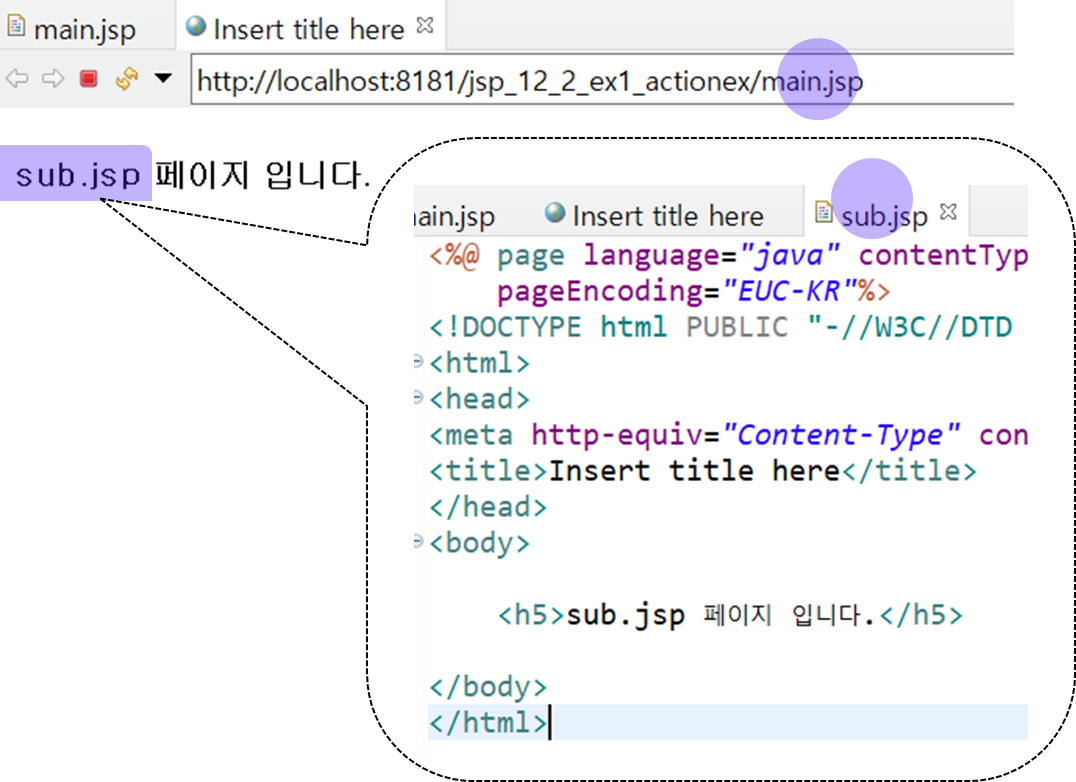 main.jsp Insert title here
http://localhost:8181/jsp_12_2_ex1_actionex/main.jsp
sub.jsp 페이지 입니다.
ain.jsp Insert title here sub.jsp
<%@ page language="java" contentTyp
pageEncoding="EUC-KR"%>
<!DOCTYPE html PUBLIC "-//W3C//DTD
<html>
<head>
<meta http-equiv="Content-Type" con
<title>Insert title here</title>
</head>
<body>
<h5>sub.jsp 페이지 입니다.</h5>
</body>
</html>